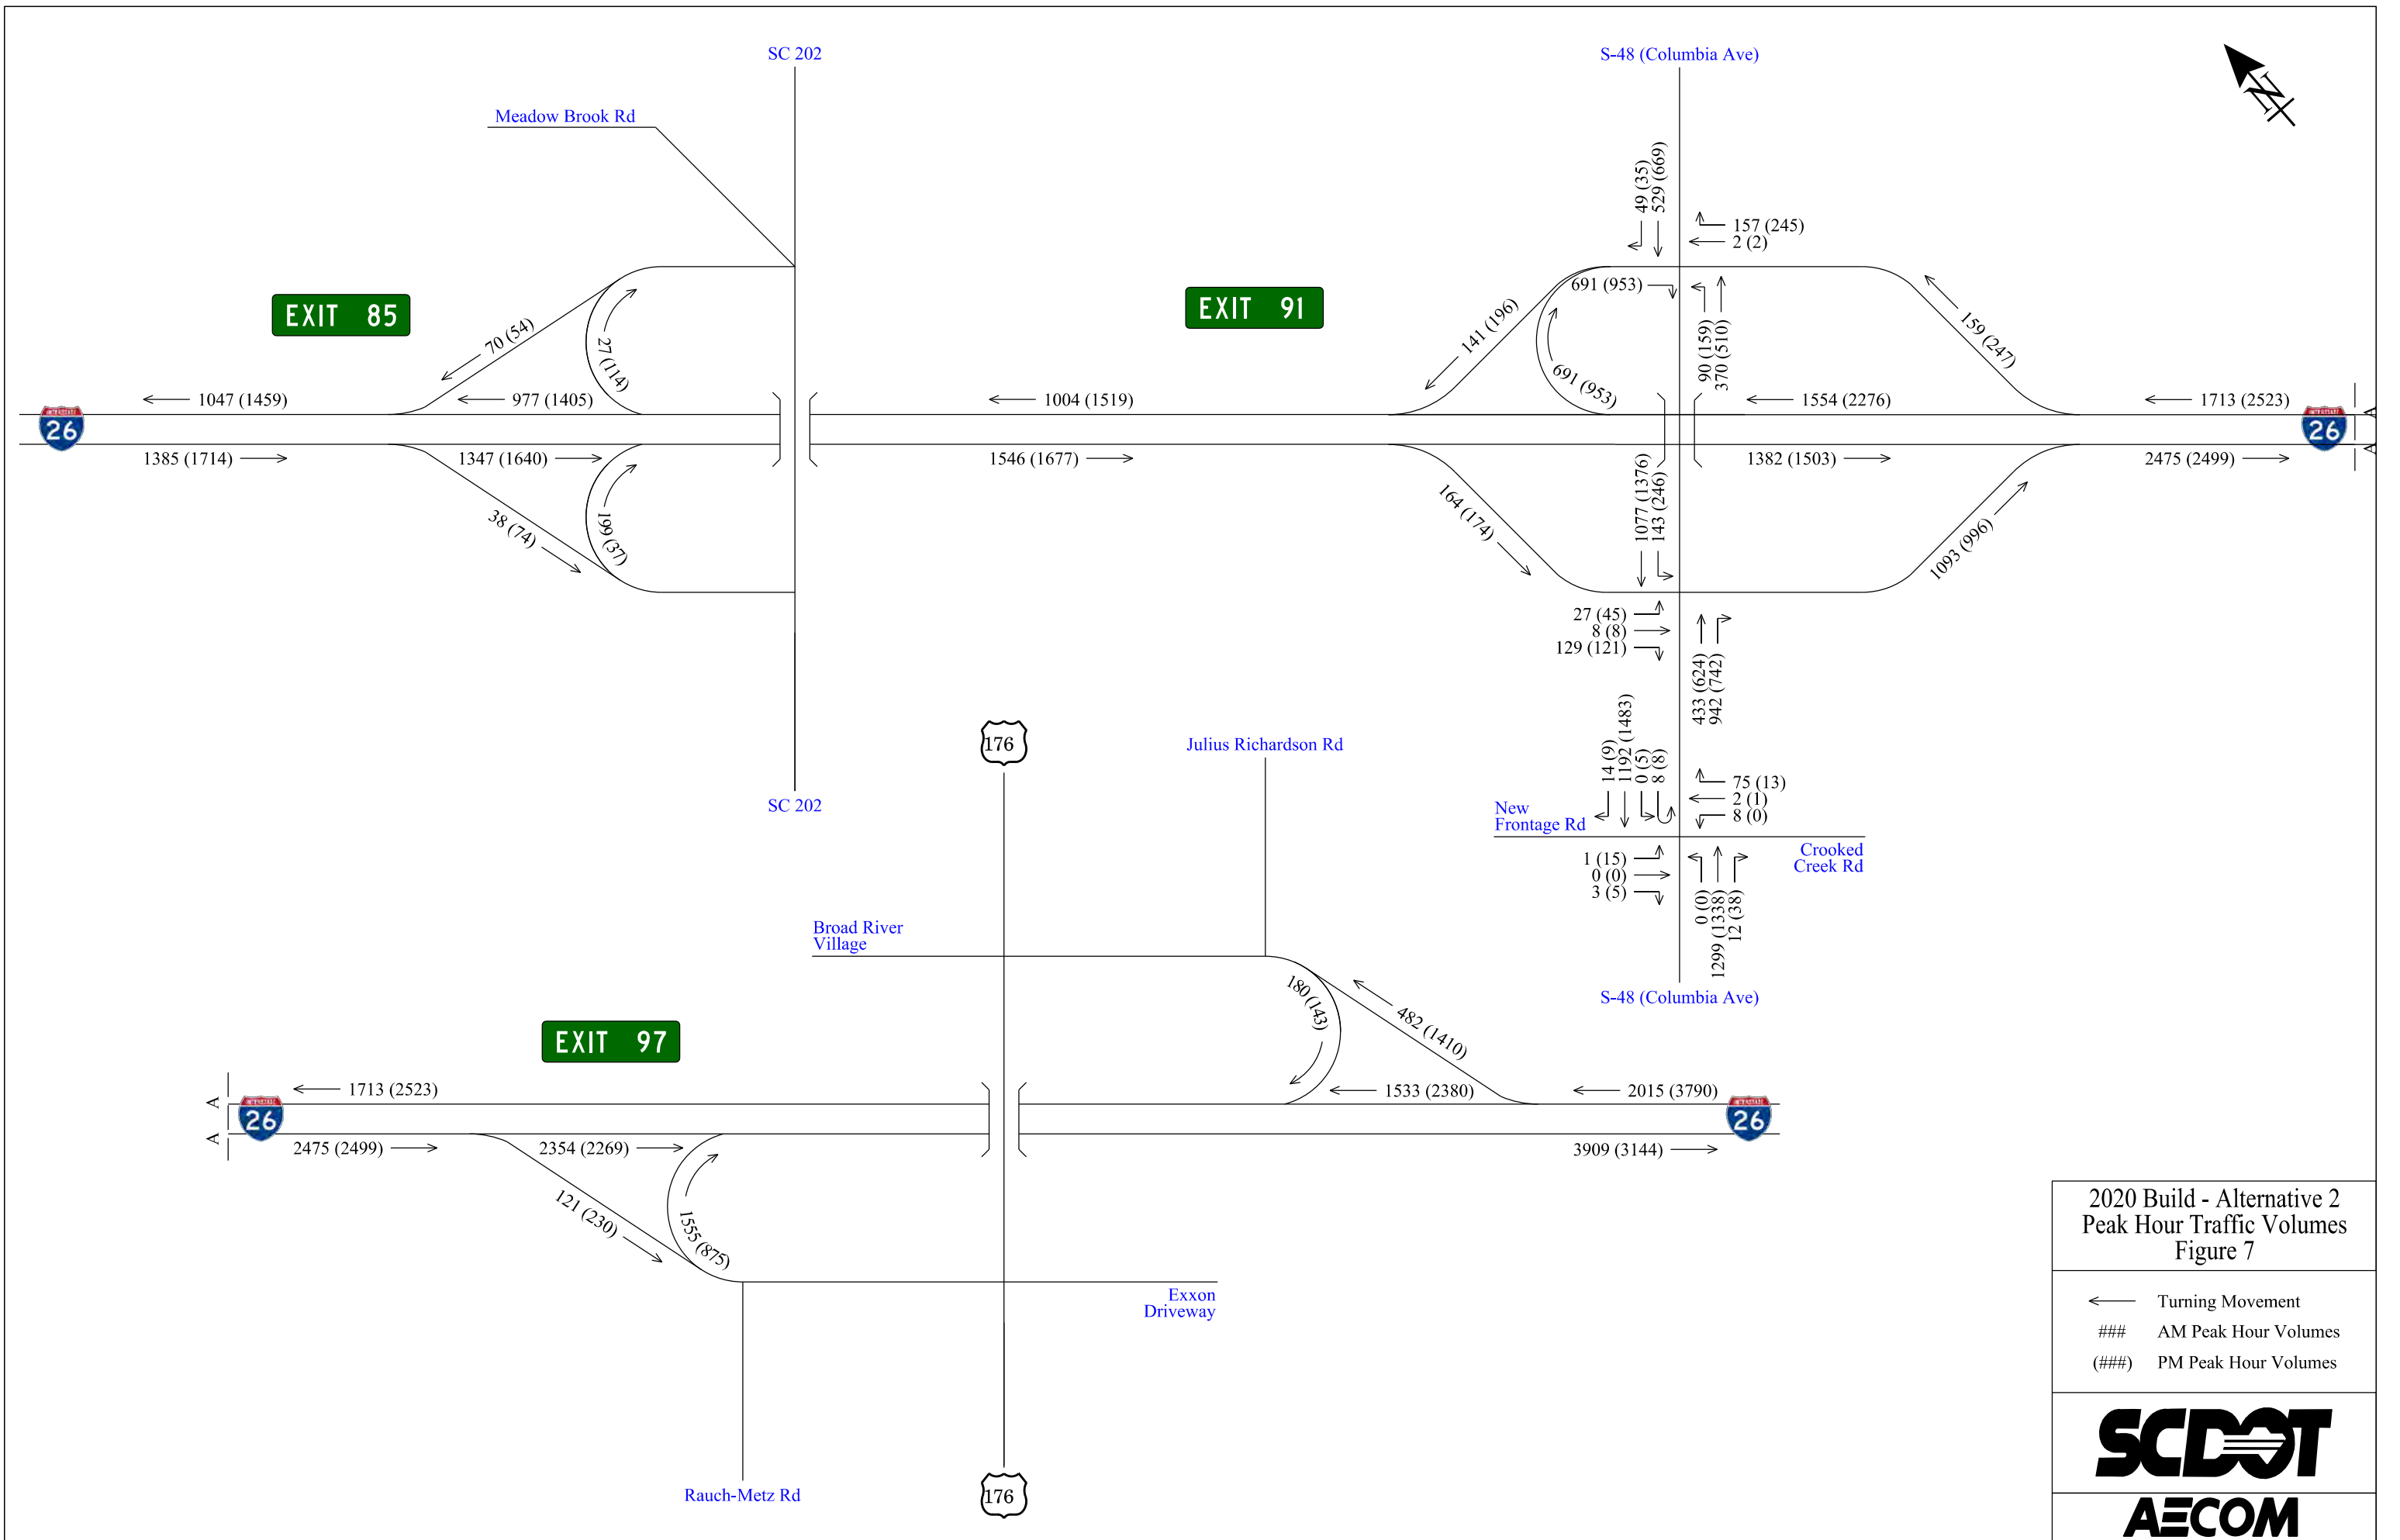 SC 202
S-48 (Columbia Ave)
Meadow Brook Rd
N
49 (35)
529 (669)
157 (245)
2 (2)
EXIT 85
EXIT 91
691 (953)
70 (54)
27 (114)
141 (196)
691 (953)
90 (159)
370 (510)
159 (247)
1047 (1459)
977 (1405)
1004 (1519)
1554 (2276)
1713 (2523)
A
INTERSTATE
26
INTERSTATE
26
1385 (1714)
1347 (1640)
1546 (1677)
1382 (1503)
2475 (2499)
A
38 (74)
199 (37)
164 (174)
1077 (1376)
143 (246)
1093 (996)
27 (45)
8 (8)
129 (121)
433 (624)
942 (742)
SC 202
176
Julius Richardson Rd
14 (9)
1192 (1483)
0 (5)
8 (8)
75 (13)
2 (1)
8 (0)
New
Frontage Rd
Crooked
Creek Rd
1 (15)
0 (0)
3 (5)
0 (0)
1299 (1338)
12 (38)
S-48 (Columbia Ave)
Broad River
Village
180 (143)
482 (1410)
EXIT 97
1713 (2523)
1533 (2380)
2015 (3790)
A
INTERSTATE
26
INTERSTATE
26
A
2475 (2499)
2354 (2269)
3909 (3144)
121 (230)
1555 (875)
Exxon
Driveway
Rauch-Metz Rd
176
2020 Build - Alternative 2
Peak Hour Traffic Volumes
Figure 7
Turning Movement
### AM Peak Hour Volumes
(###) PM Peak Hour Volumes
SCDOT
AECOM